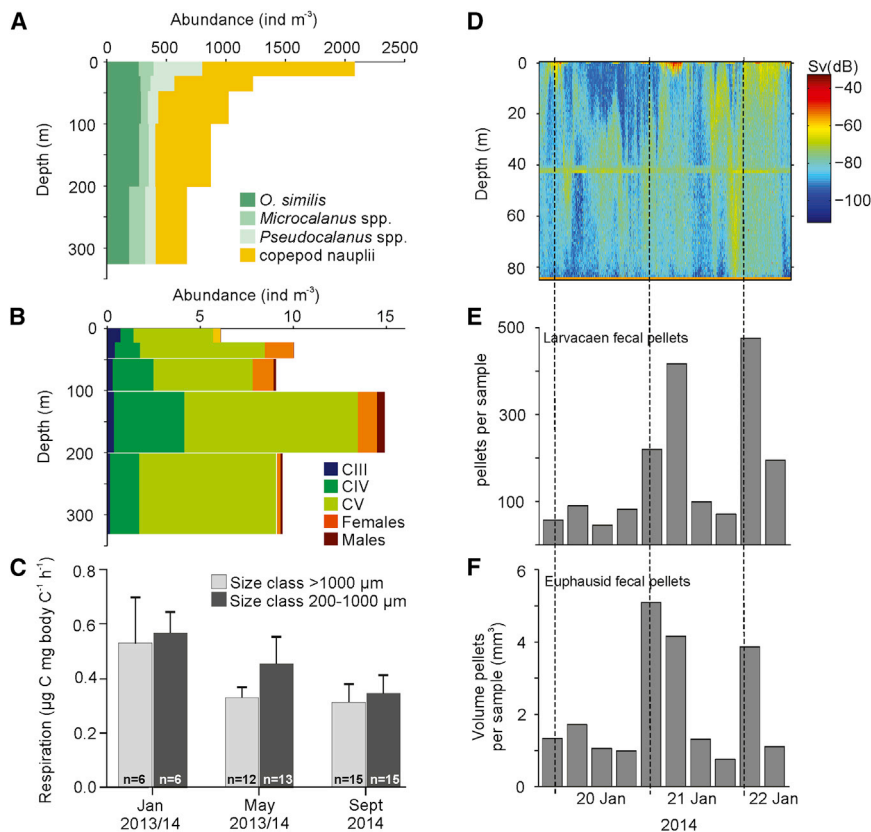 A
Abundance (ind m⁻³)
0 500 1000 1500 2000 2500
Depth (m)
0
100
200
300
O. similis
Microcalanus spp.
Pseudocalanus spp.
copepod nauplii
B
Abundance (ind m⁻³)
0 5 10 15
Depth (m)
0
100
200
300
CIII
CIV
CV
Females
Males
C
Respiration (µg C mg body C⁻¹ h⁻¹)
0.8
0.6
0.4
0.2
0.0
Size class >1000 µm
Size class 200-1000 µm
n=6 n=6 n=12 n=13 n=15 n=15
Jan May Sept
2013/14 2013/14 2014
D
Depth (m)
0
20
40
60
80
Sv(dB)
−40
−60
−80
−100
E
Larvacaen fecal pellets
pellets per sample
500
300
100
F
Euphausid fecal pellets
Volume pellets
per sample (mm³)
6
4
2
0
20 Jan 21 Jan 22 Jan
2014